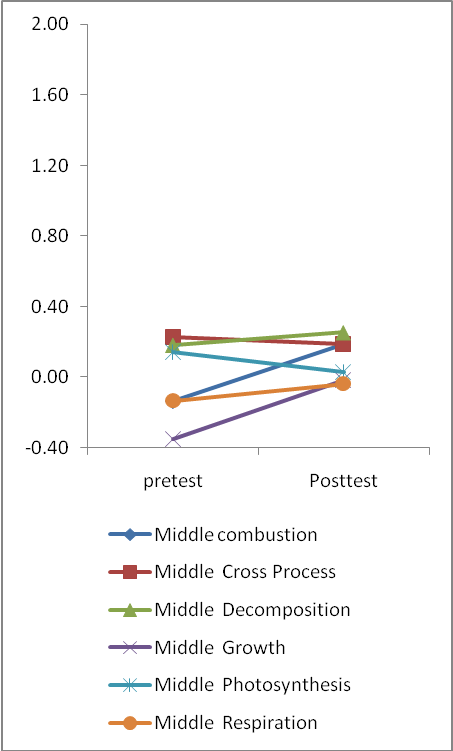 2.00
1.60
1.20
0.80
0.40
0.00
-0.40
pretest Posttest
Middle combustion
Middle Cross Process
Middle Decomposition
Middle Growth
Middle Photosynthesis
Middle Respiration